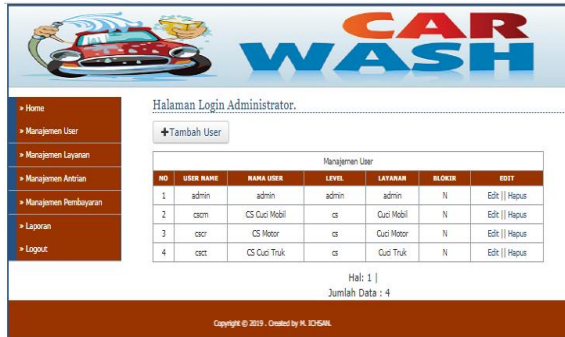 CAR
WASH
» Home
» Manajemen User
» Manajemen Layanan
» Manajemen Antrian
» Manajemen Pembayaran
» Laporan
» Logout
Halaman Login Administrator.
+Tambah User
Manajemen User
NO USER NAME NAMA USER LEVEL LAYANAN BLOKIR EDIT
1 admin admin admin admin N Edit || Hapus
2 cscm CS Cuci Mobil cs Cuci Mobil N Edit || Hapus
3 cscr CS Motor cs Cuci Motor N Edit || Hapus
4 csct CS Cuci Truk cs Cuci Truk N Edit || Hapus
Hal: 1 |
Jumlah Data : 4
Copyright © 2019 . Created by M. ICHSAN.